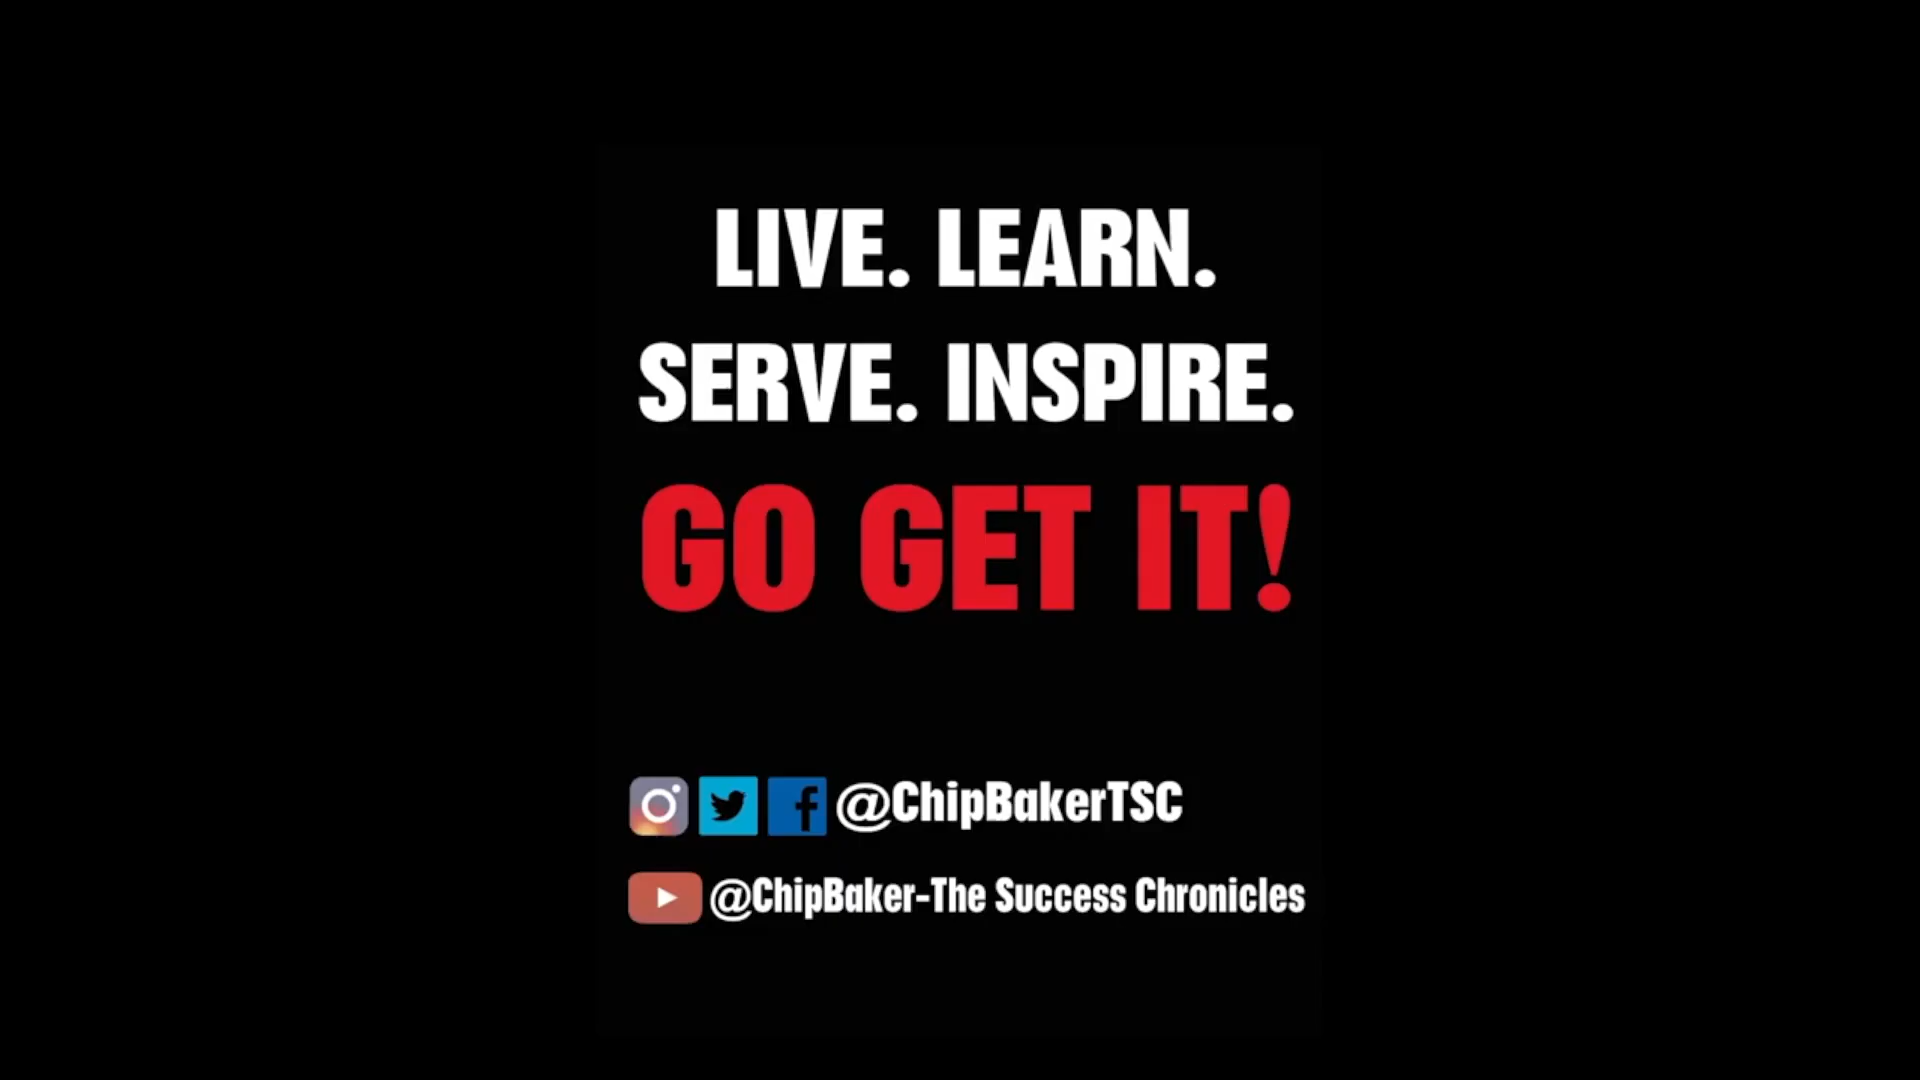 LIVE. LEARN.
SERVE. INSPIRE.
GO GET IT!
@ChipBakerTSC
@ChipBaker-The Success Chronicles